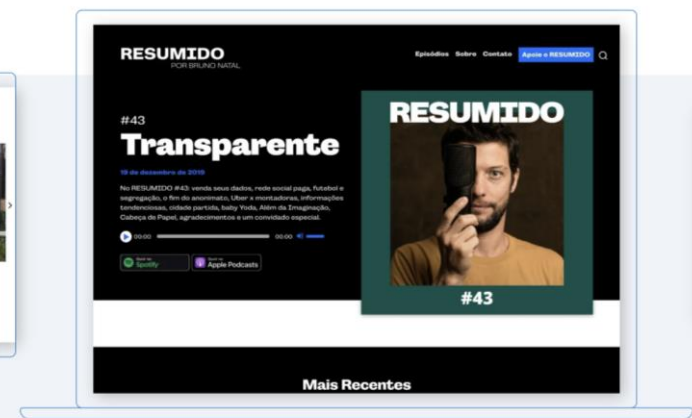 RESUMIDO
POR BRUNO NATAL
Episódios Sobre Contato Apoie o RESUMIDO
#43
Transparente
16 de dezembro de 2019
No RESUMIDO #43: venda seus dados, rede social paga, futebol e
segregação, o fim do anonimato, Uber x montadoras, informações
tendenciosas, cidade partida, baby Yoda, Além da Imaginação,
Cabeça de Papel, agradecimentos e um convidado especial.
00:00 00:00
Spotify
Apple Podcasts
RESUMIDO
#43
Mais Recentes